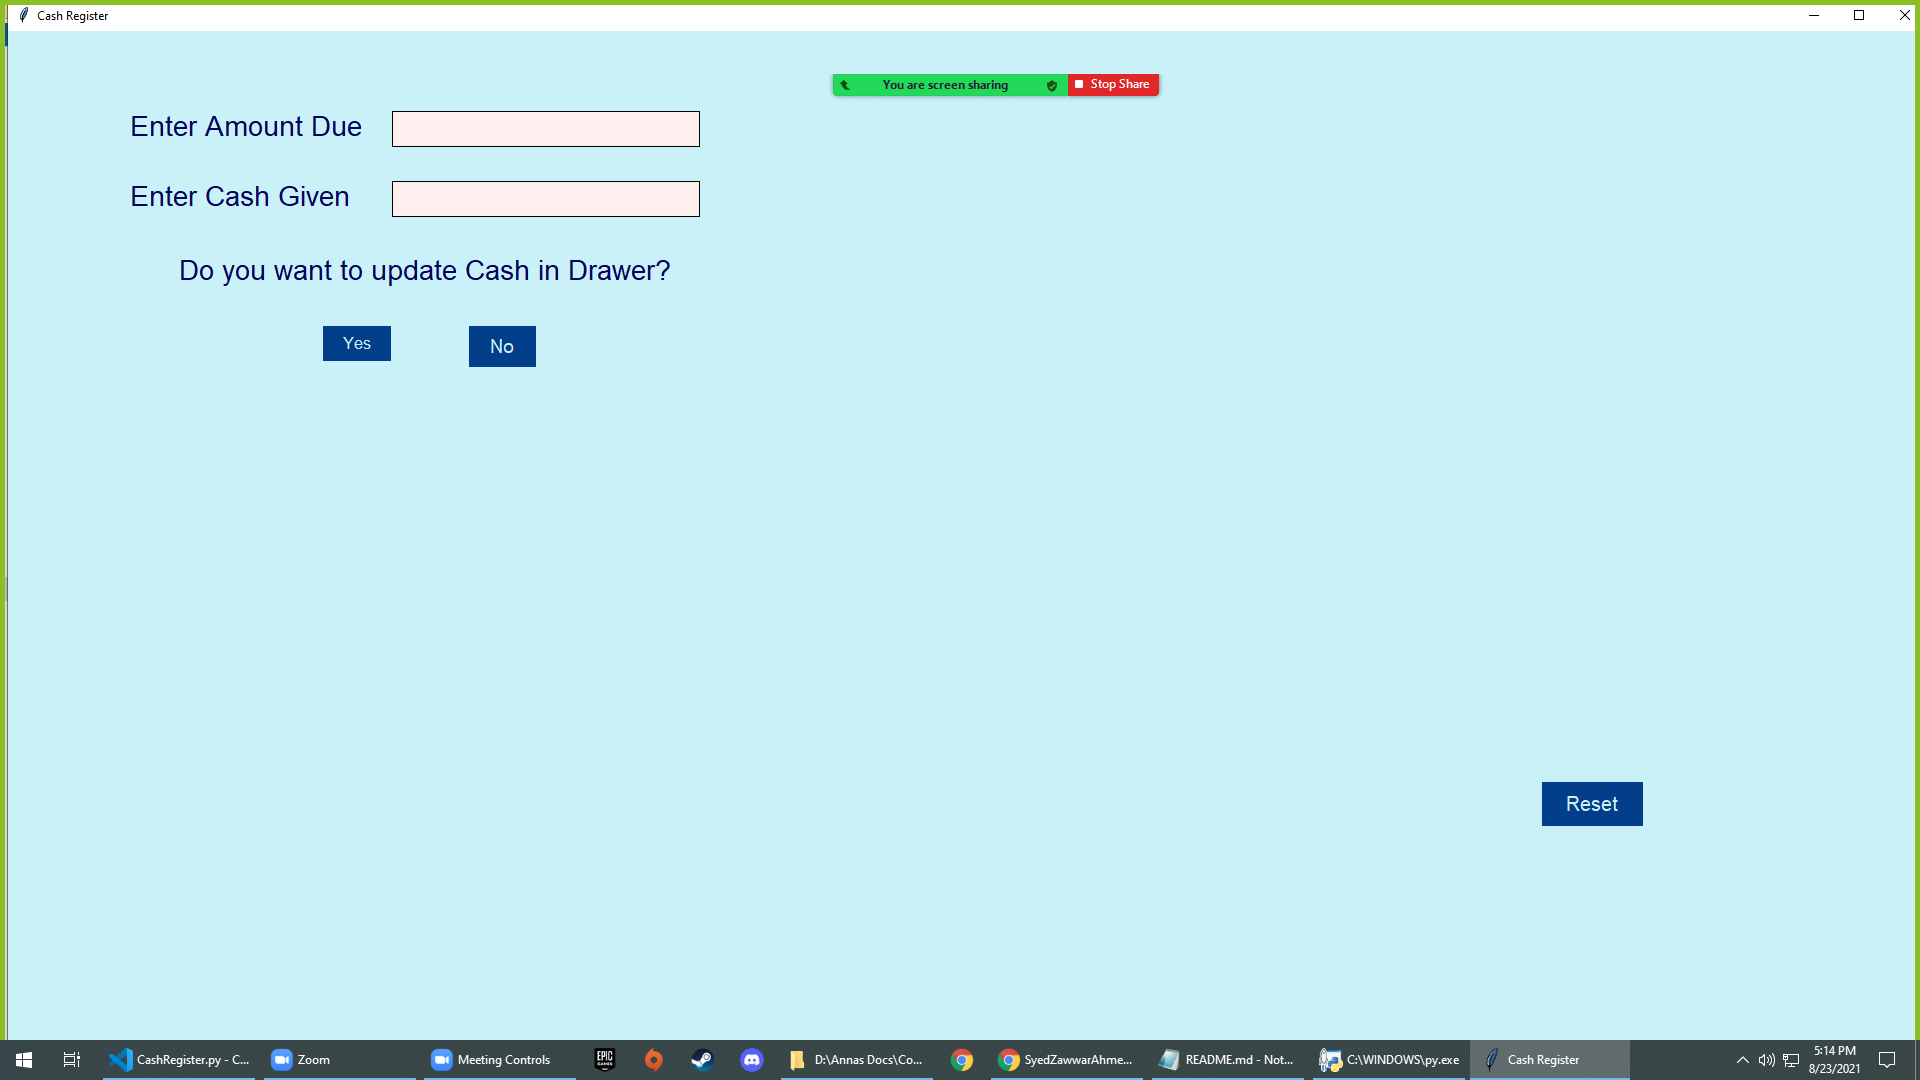 Cash Register
You are screen sharing
Stop Share
Enter Amount Due
Enter Cash Given
Do you want to update Cash in Drawer?
Yes
No
Reset
CashRegister.py - C...
Zoom
Meeting Controls
EPIC
GAMES
D:\Annas Docs\Co...
SyedZawwarAhme...
README.md - Not...
C:\WINDOWS\py.exe
Cash Register
5:14 PM
8/23/2021